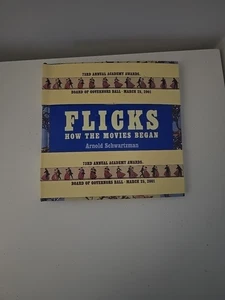 73RD ANNUAL ACADEMY AWARDS.
BOARD OF GOVERNORS BALL · MARCH 25, 2001
FLICKS
HOW THE MOVIES BEGAN
Arnold Schwartzman
73RD ANNUAL ACADEMY AWARDS.
BOARD OF GOVERNORS BALL · MARCH 25, 2001